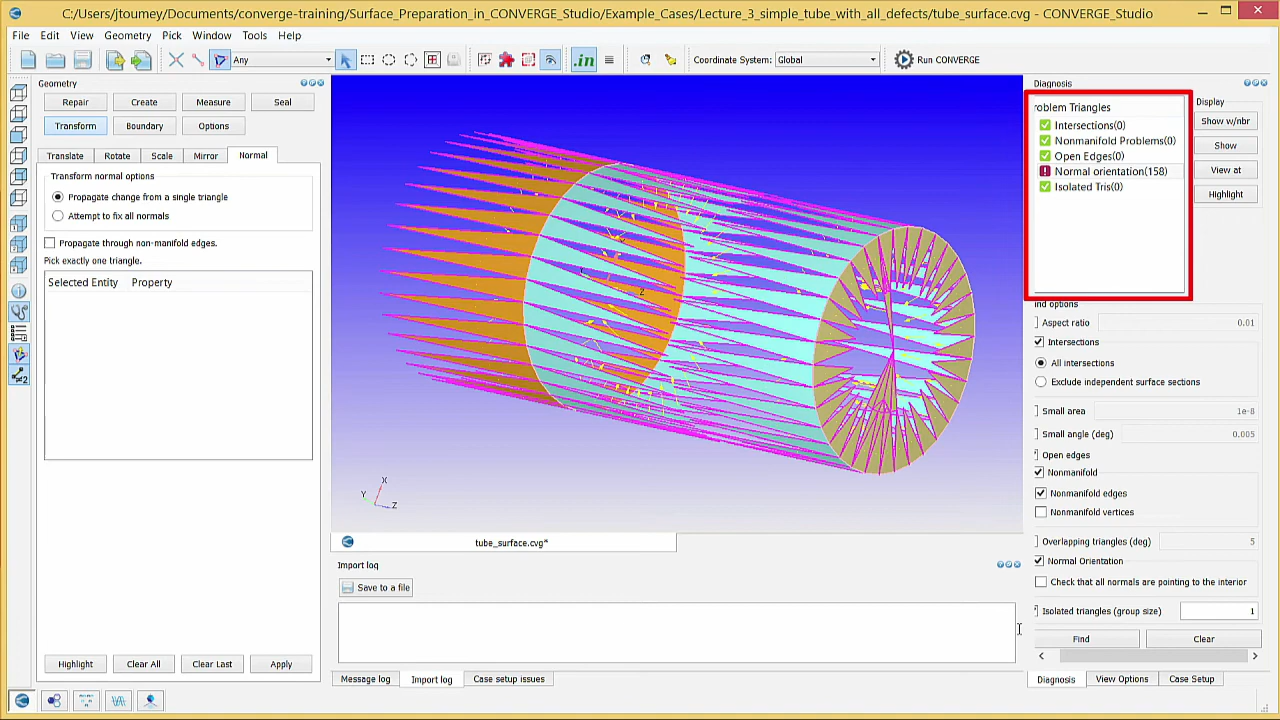 C:/Users/jtoumey/Documents/converge-training/Surface_Preparation_in_CONVERGE_Studio/Example_Cases/Lecture_3_simple_tube_with_all_defects/tube_surface.cvg - CONVERGE_Studio
File Edit View Geometry Pick Window Tools Help
Any .in Coordinate System: Global Run CONVERGE
Geometry
Repair Create Measure Seal
Transform Boundary Options
Translate Rotate Scale Mirror Normal
Transform normal options
Propagate change from a single triangle
Attempt to fix all normals
Propagate through non-manifold edges.
Pick exactly one triangle.
Selected Entity Property
Highlight Clear All Clear Last Apply
X
Y
Z
Z
tube_surface.cvg*
Import log
Save to a file
Message log Import log Case setup issues
Diagnosis
oblem Triangles
Intersections(0)
Nonmanifold Problems(0)
Open Edges(0)
Normal orientation(158)
Isolated Tris(0)
Display
Show w/nbr
Show
View at
Highlight
ind options
Aspect ratio 0.01
Intersections
All intersections
Exclude independent surface sections
Small area 1e-8
Small angle (deg) 0.005
Open edges
Nonmanifold
Nonmanifold edges
Nonmanifold vertices
Overlapping triangles (deg) 5
Normal Orientation
Check that all normals are pointing to the interior
Isolated triangles (group size) 1
Find Clear
Diagnosis View Options Case Setup